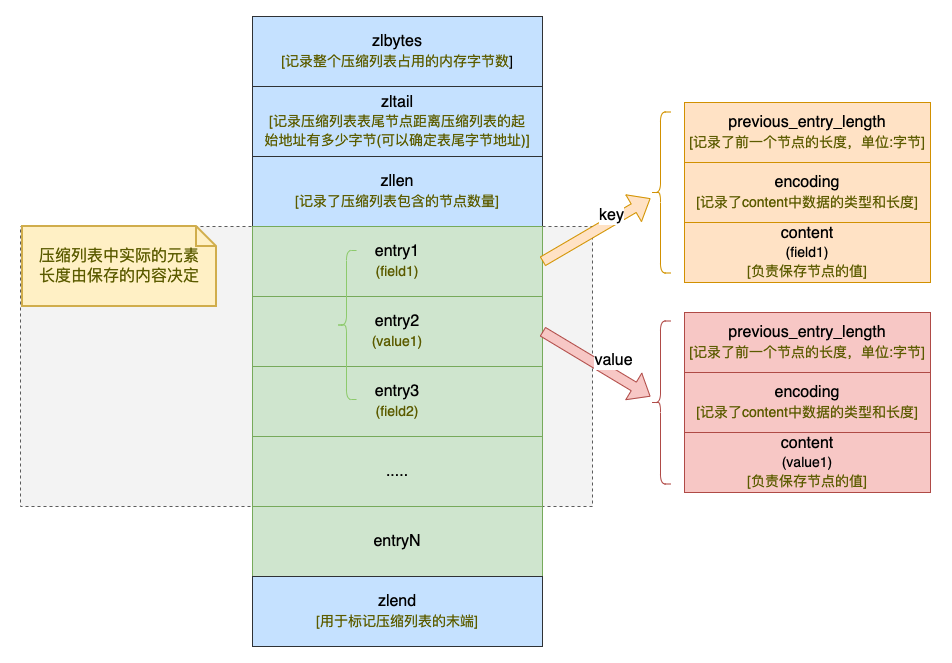 zlbytes
[记录整个压缩列表占用的内存字节数]
zltail
[记录压缩列表表尾节点距离压缩列表的起
始地址有多少字节(可以确定表尾字节地址)]
zllen
[记录了压缩列表包含的节点数量]
压缩列表中实际的元素
长度由保存的内容决定
entry1
(field1)
entry2
(value1)
entry3
(field2)
.....
entryN
zlend
[用于标记压缩列表的末端]
key
previous_entry_length
[记录了前一个节点的长度，单位:字节]
encoding
[记录了content中数据的类型和长度]
content
(field1)
[负责保存节点的值]
value
previous_entry_length
[记录了前一个节点的长度，单位:字节]
encoding
[记录了content中数据的类型和长度]
content
(value1)
[负责保存节点的值]